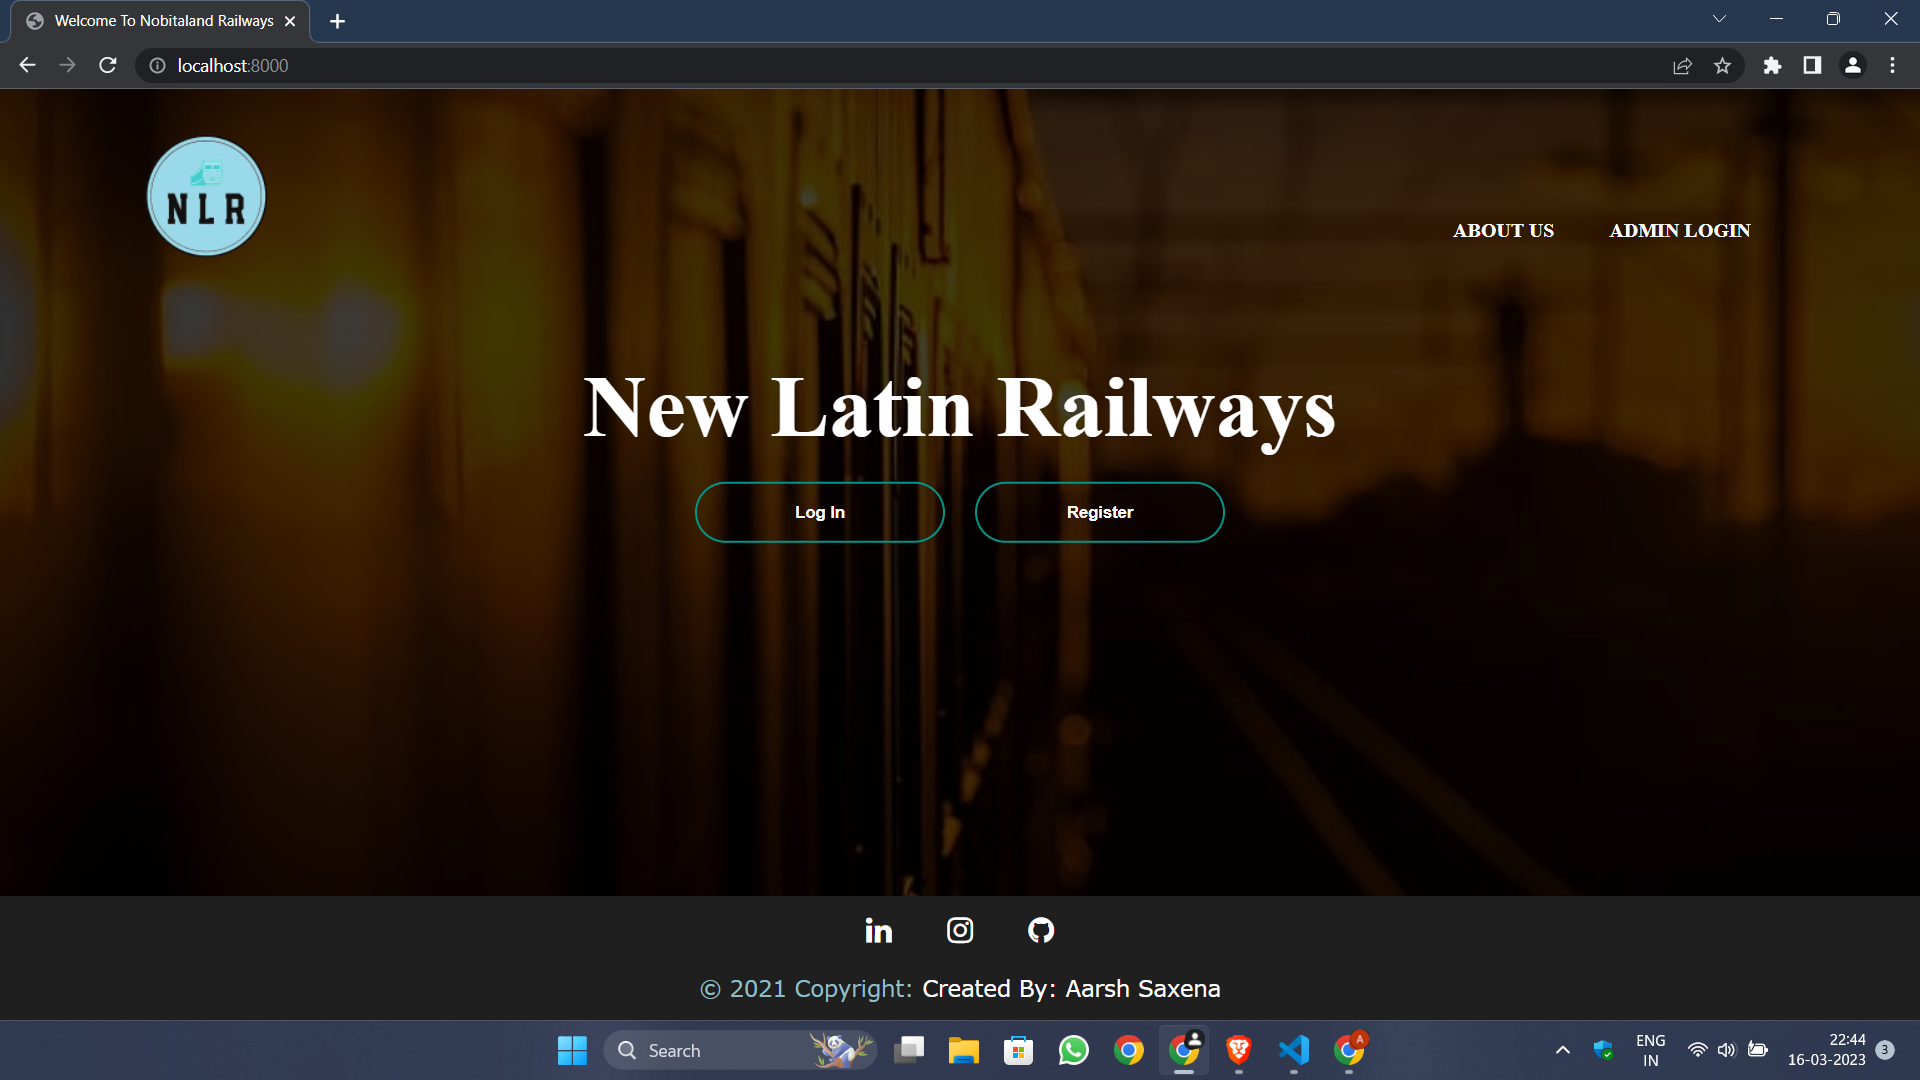 Welcome To Nobitaland Railways
localhost:8000
NLR
ABOUT US
ADMIN LOGIN
New Latin Railways
Log In
Register
© 2021 Copyright: Created By: Aarsh Saxena
Search
A
ENG
IN
22:44
16-03-2023
3